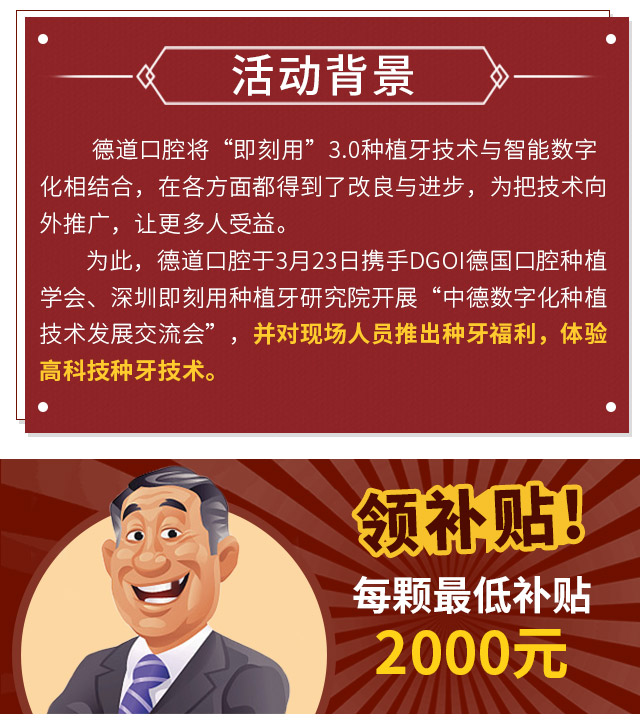 活动背景
德道口腔将“即刻用”3.0种植牙技术与智能数字
化相结合，在各方面都得到了改良与进步，为把技术向
外推广，让更多人受益。
为此，德道口腔于3月23日携手DGOI德国口腔种植
学会、深圳即刻用种植牙研究院开展“中德数字化种植
技术发展交流会”，并对现场人员推出种牙福利，体验
高科技种牙技术。
领补贴!
每颗最低补贴
2000元